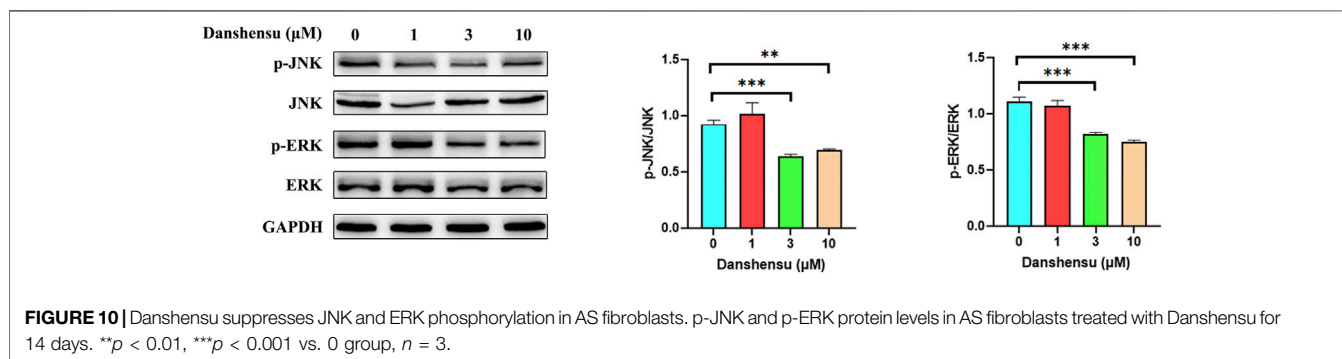 Danshensu (μM) 0 1 3 10
p-JNK
JNK
p-ERK
ERK
GAPDH
p-JNK/JNK
1.5
1.0
0.5
0.0
**
***
0 1 3 10
Danshensu (μM)
p-ERK/ERK
1.5
1.0
0.5
0.0
***
***
0 1 3 10
Danshensu (μM)
FIGURE 10 | Danshensu suppresses JNK and ERK phosphorylation in AS fibroblasts. p-JNK and p-ERK protein levels in AS fibroblasts treated with Danshensu for
14 days. **p < 0.01, ***p < 0.001 vs. 0 group, n = 3.